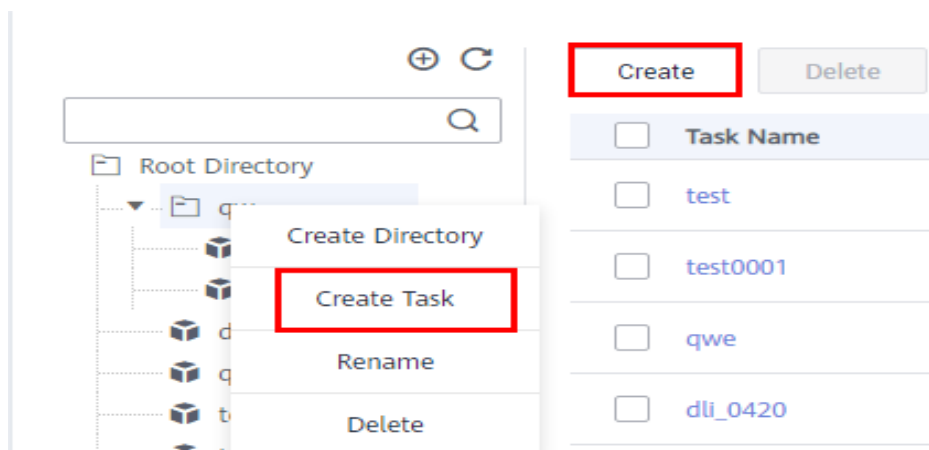 Create
Delete
Task Name
Root Directory
test
Create Directory
test0001
Create Task
qwe
Rename
dli_0420
Delete